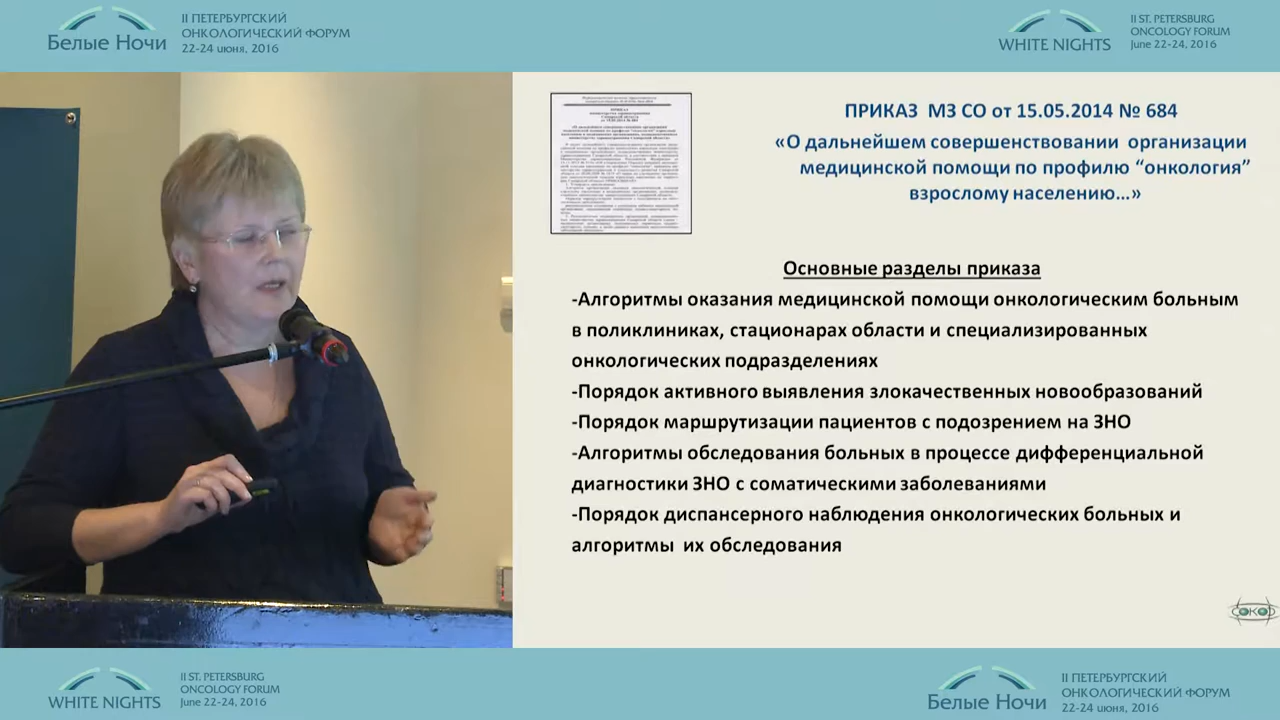 II ПЕТЕРБУРГСКИЙ
ОНКОЛОГИЧЕСКИЙ ФОРУМ
Белые Ночи
22-24 июня, 2016
II ST. PETERSBURG
ONCOLOGY FORUM
WHITE NIGHTS
June 22-24, 2016
ПРИКАЗ МЗ СО от 15.05.2014 № 684
«О дальнейшем совершенствовании организации
медицинской помощи по профилю “онкология”
взрослому населению...»
Основные разделы приказа
-Алгоритмы оказания медицинской помощи онкологическим больным
в поликлиниках, стационарах области и специализированных
онкологических подразделениях
-Порядок активного выявления злокачественных новообразований
-Порядок маршрутизации пациентов с подозрением на ЗНО
-Алгоритмы обследования больных в процессе дифференциальной
диагностики ЗНО с соматическими заболеваниями
-Порядок диспансерного наблюдения онкологических больных и
алгоритмы их обследования
СОКОД
II ST. PETERSBURG
ONCOLOGY FORUM
WHITE NIGHTS
June 22-24, 2016
II ПЕТЕРБУРГСКИЙ
ОНКОЛОГИЧЕСКИЙ ФОРУМ
Белые Ночи
22-24 июня, 2016